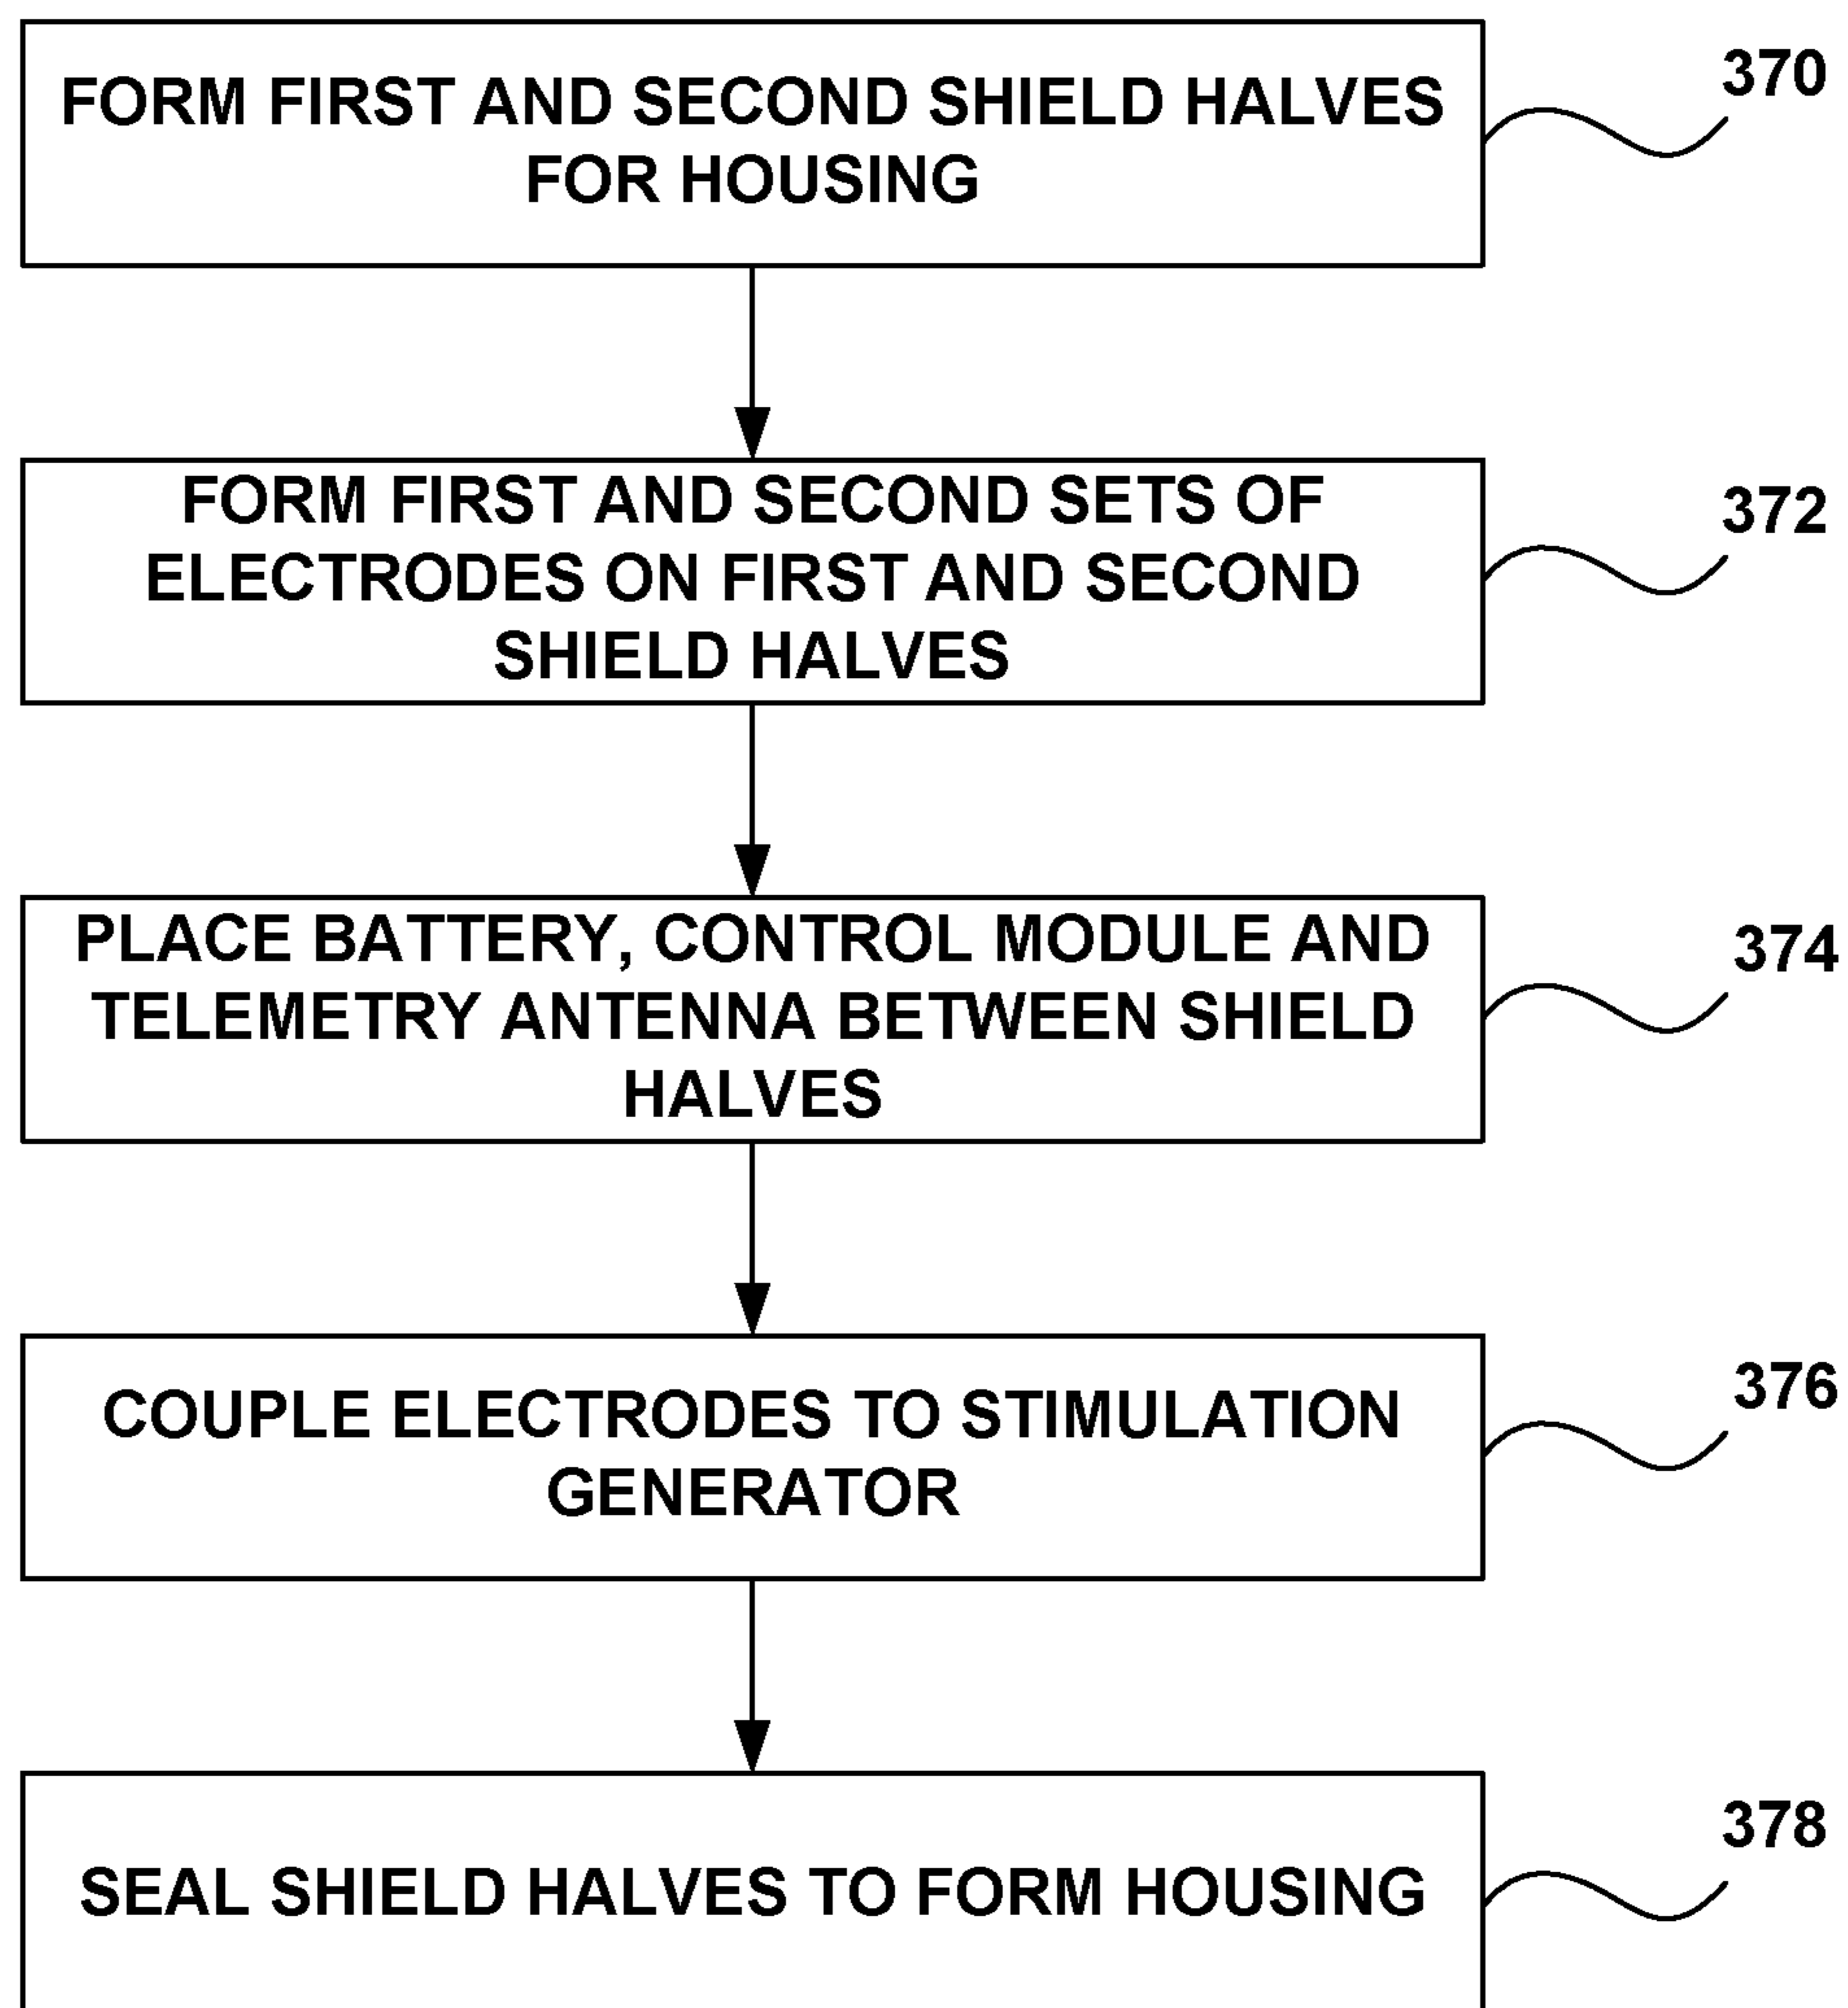 FORM FIRST AND SECOND SHIELD HALVES
FOR HOUSING
370
FORM FIRST AND SECOND SETS OF
ELECTRODES ON FIRST AND SECOND
SHIELD HALVES
372
PLACE BATTERY, CONTROL MODULE AND
TELEMETRY ANTENNA BETWEEN SHIELD
HALVES
374
COUPLE ELECTRODES TO STIMULATION
GENERATOR
376
SEAL SHIELD HALVES TO FORM HOUSING
378